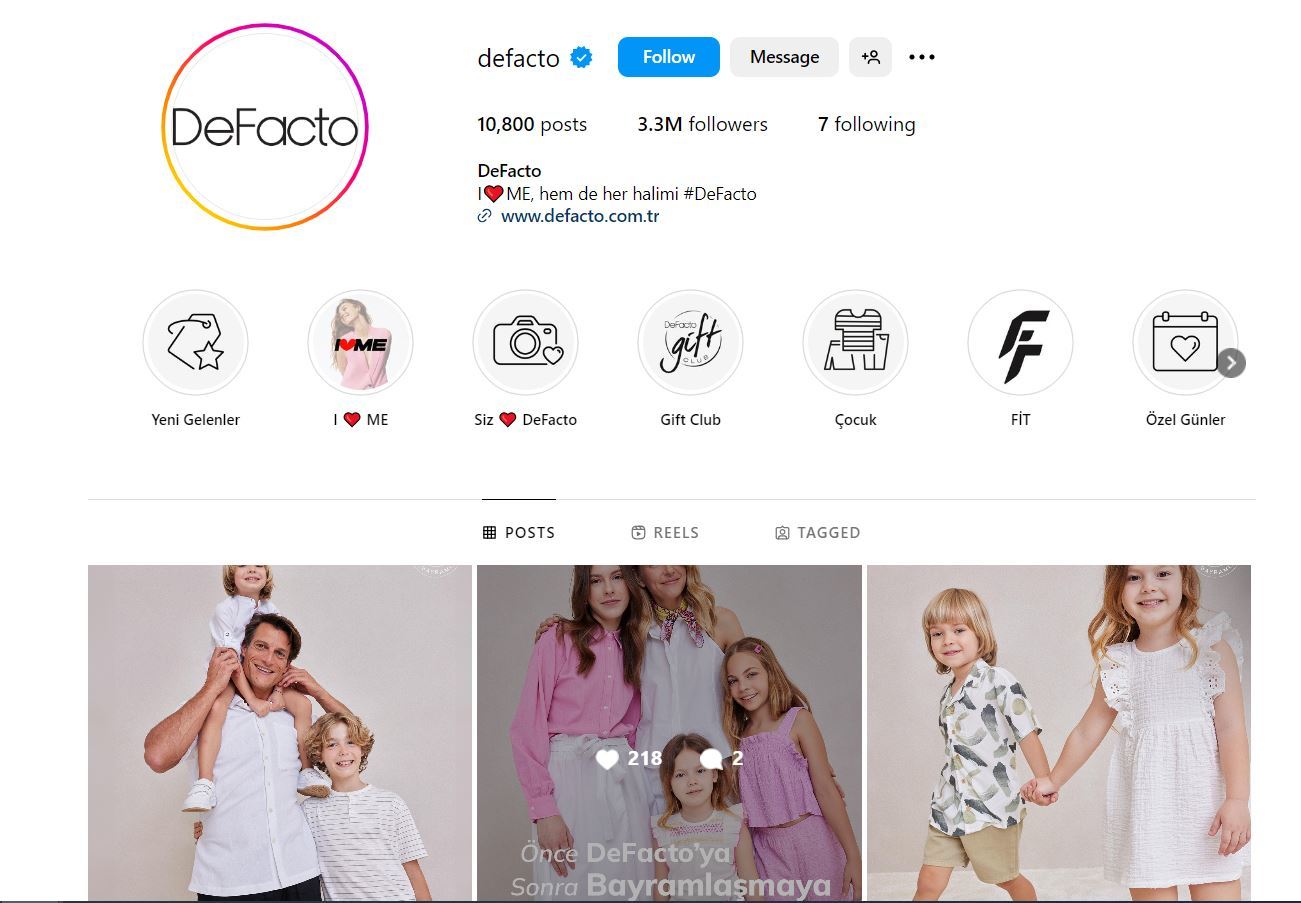 DeFacto
defacto
Follow
Message
10,800 posts
3.3M followers
7 following
DeFacto
I❤️ME, hem de her halimi #DeFacto
www.defacto.com.tr
I❤️ME
DeFacto
gift
CLUB
FF
Yeni Gelenler
I ❤️ ME
Siz ❤️ DeFacto
Gift Club
Çocuk
FİT
Özel Günler
POSTS
REELS
TAGGED
218
2
Önce DeFacto'ya
Sonra Bayramlaşmaya